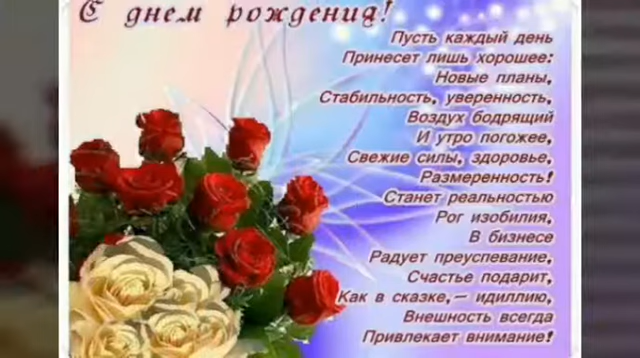 С днем рождения!
Пусть каждый день
Принесет лишь хорошее:
Новые планы,
Стабильность, уверенность,
Воздух бодрящий
И утро погожее,
Свежие силы, здоровье,
Размеренность!
Станет реальностью
Рог изобилия,
В бизнесе
Радует преуспевание,
Счастье подарит,
Как в сказке,— идиллию,
Внешность всегда
Привлекает внимание!